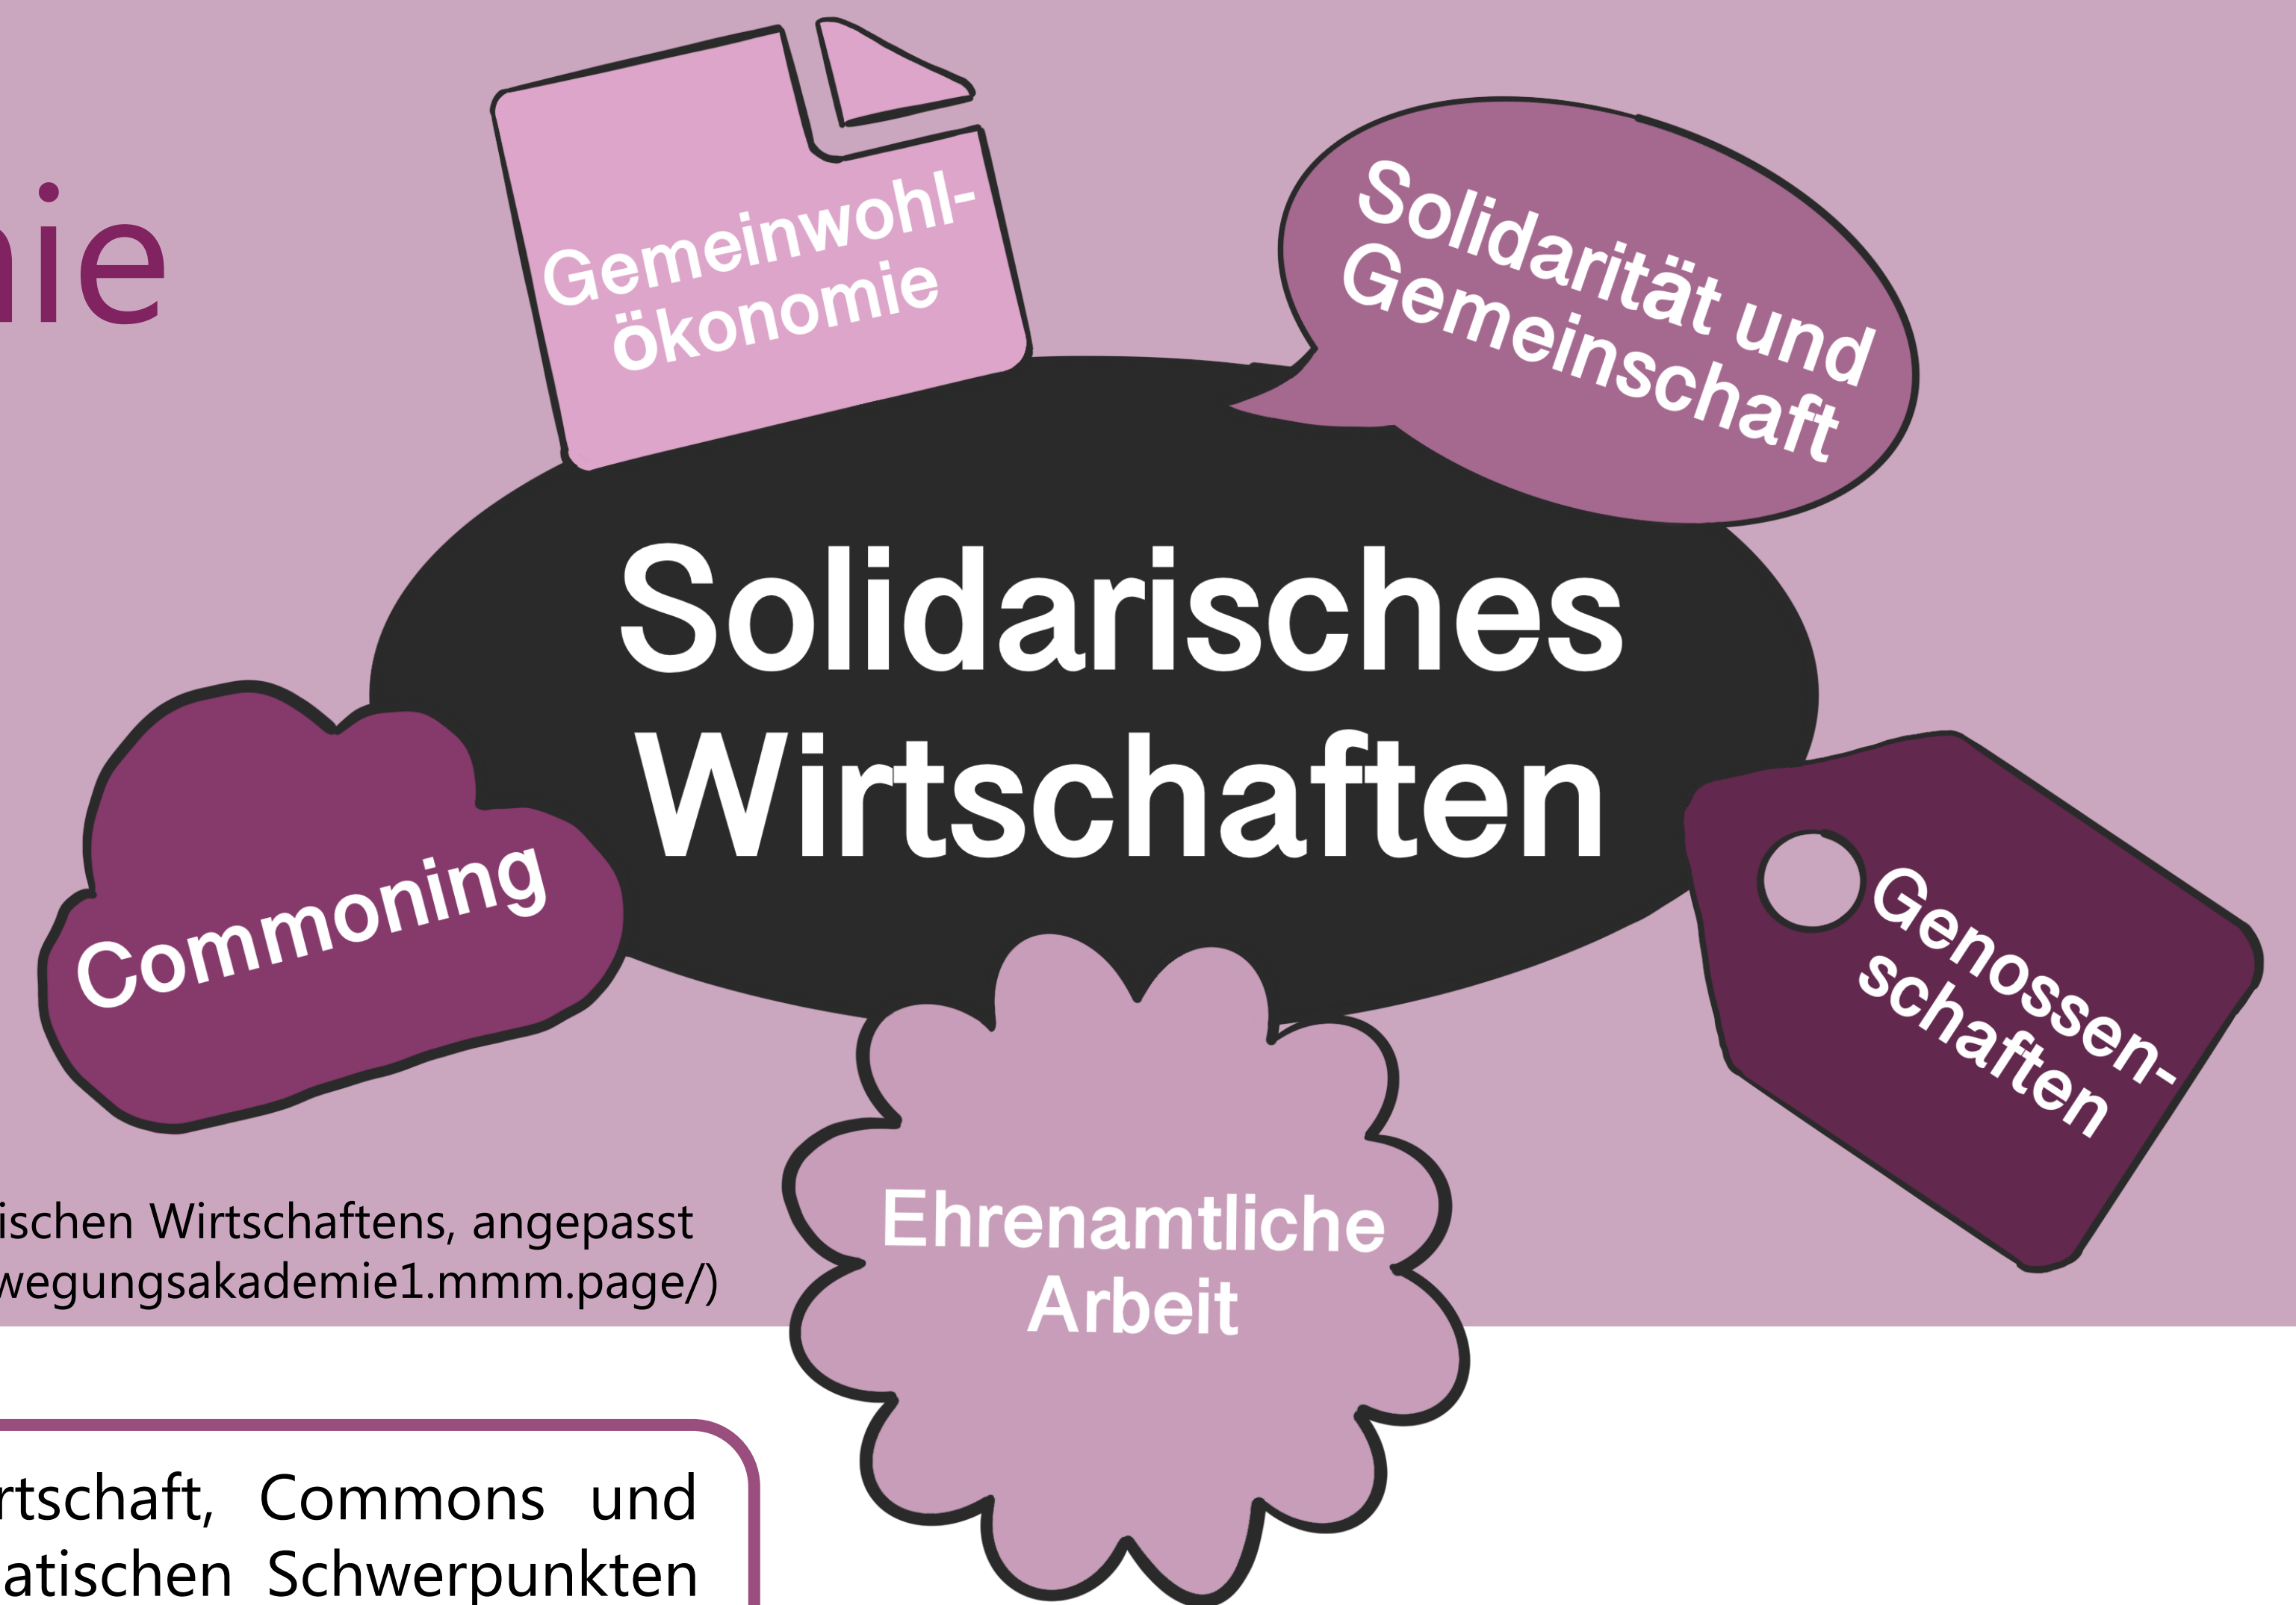 ie
Gemeinwohl-
ökonomie
Solidarität und
Gemeinschaft
Solidarisches
Wirtschaften
Commoning
Genossen-
schaften
Ehrenamtliche
Arbeit
ischen Wirtschaftens, angepasst
wegungsakademie1.mmm.page/)
rtschaft, Commons und
atischen Schwerpunkten